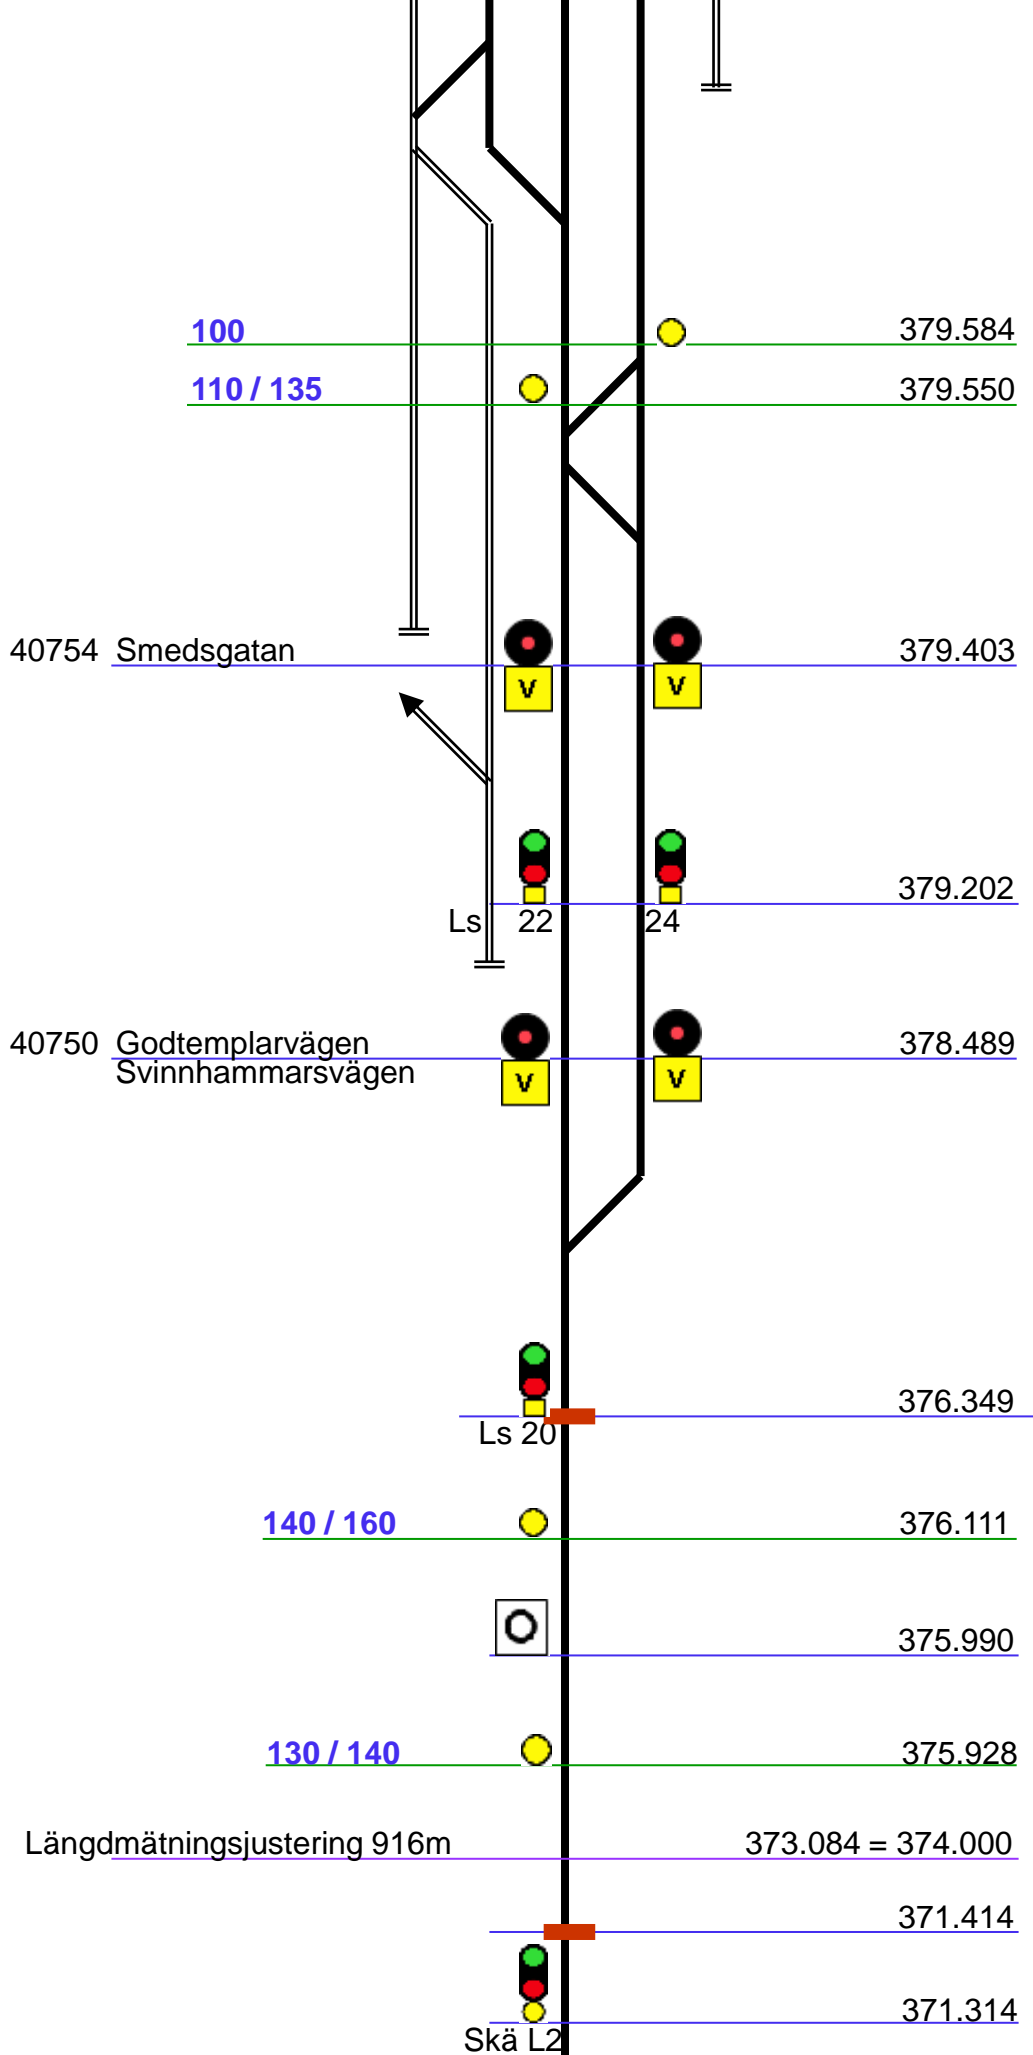 100 379.584
110 / 135 379.550
40754 Smedsgatan 379.403
V V
379.202
Ls 22 24
40750 Godtemplarvägen 378.489
Svinnhammarsvägen
V V
376.349
Ls 20
140 / 160 376.111
O 375.990
130 / 140 375.928
Längdmätningsjustering 916m 373.084 = 374.000
371.414
371.314
Skä L2